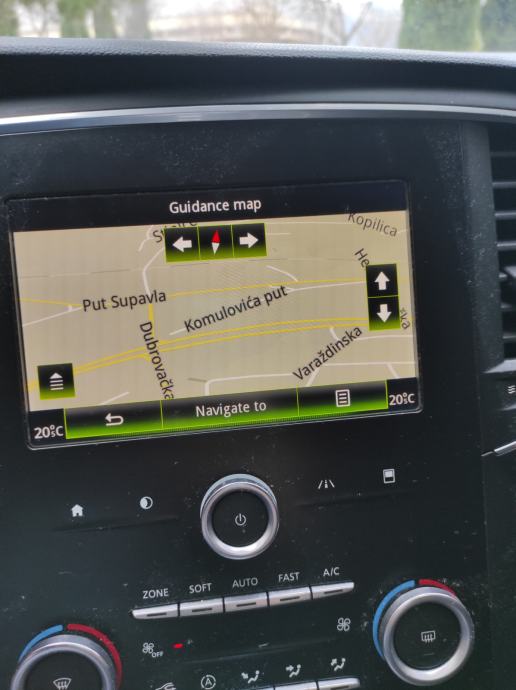 Guidance map
Kopilica
Put Supavla
Komulovića put
Dubrovačka
Varaždinska
20°C
Navigate to
20°C
ZONE
SOFT
AUTO
FAST
A/C
OFF
A